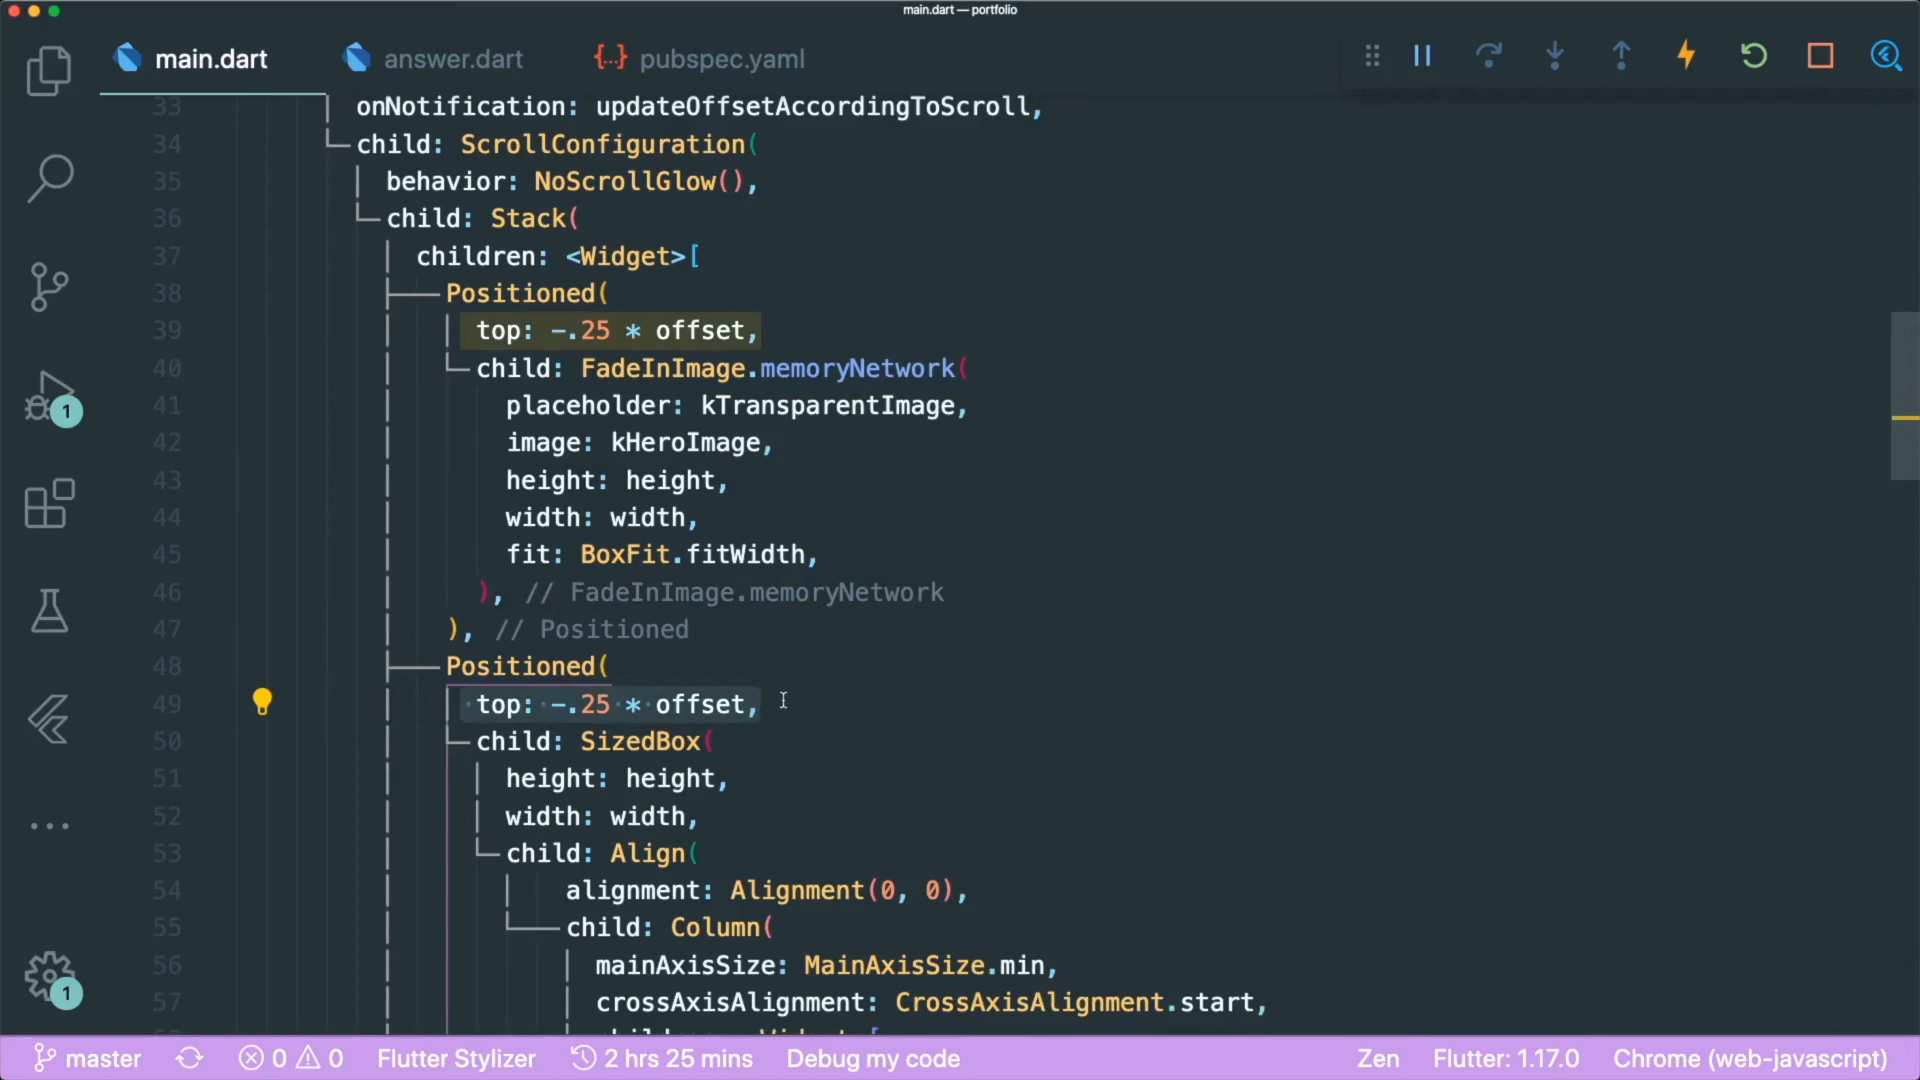 main.dart — portfolio
main.dart
answer.dart
{...} pubspec.yaml
33 onNotification: updateOffsetAccordingToScroll,
34 child: ScrollConfiguration(
35 behavior: NoScrollGlow(),
36 child: Stack(
37 children: <Widget>[
38 Positioned(
39 top: -.25 * offset,
40 child: FadeInImage.memoryNetwork(
41 placeholder: kTransparentImage,
42 image: kHeroImage,
43 height: height,
44 width: width,
45 fit: BoxFit.fitWidth,
46 ), // FadeInImage.memoryNetwork
47 ), // Positioned
48 Positioned(
49 top: -.25 * offset,
50 child: SizedBox(
51 height: height,
52 width: width,
53 child: Align(
54 alignment: Alignment(0, 0),
55 child: Column(
56 mainAxisSize: MainAxisSize.min,
57 crossAxisAlignment: CrossAxisAlignment.start,
1
1
master 0 0 Flutter Stylizer 2 hrs 25 mins Debug my code Zen Flutter: 1.17.0 Chrome (web-javascript)